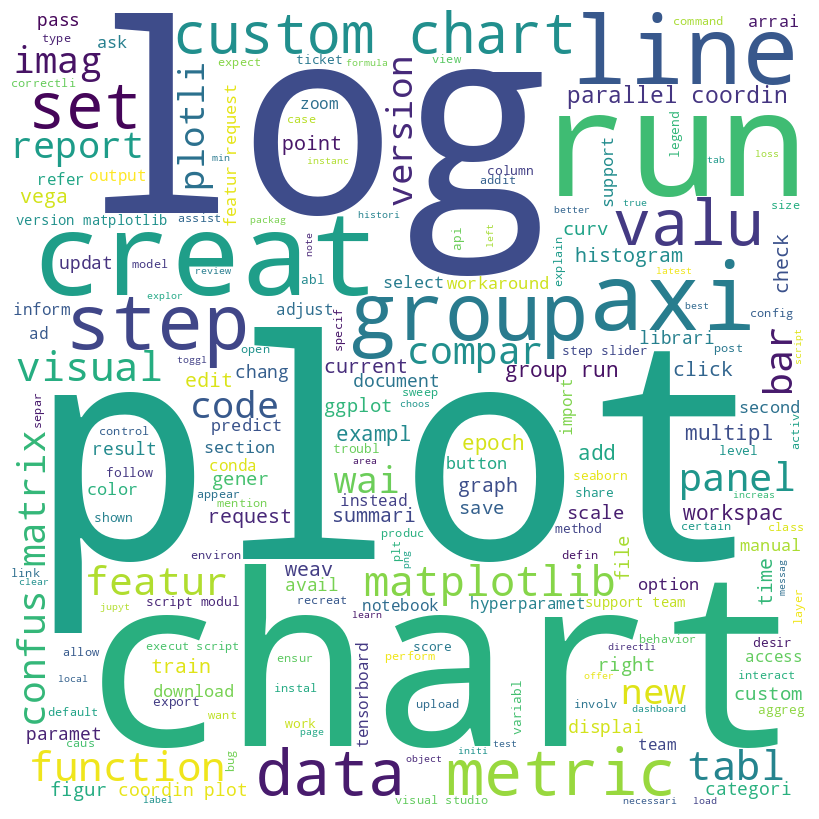 pass
type
ask
correctli
imag
set
report
refer
output
vega
version matplotlib
plotli
custom chart
expect
ticket
formula
view
command
log
zoom
case
point
instanc
min
featur request
assist
packag
histori
version
column
addit
line
axi
arrai
parallel coordin
run
legend
tab
loss
support
size
true
better
left
api
curv
valu
histogram
explain
check
latest
best
config
creat
updat
model
review
note
abl
explor
select
workaround
inform
ad
step
adjust
specif
group
librari
post
script
toggl
open
current
compar
step slider
group run
click
bar
visual
edit
chang
document
sweep
choos
import
second
activ
separ
code
ggplot
control
predict
exampl
epoch
multipl
level
result
section
troubl
area
button
add
seaborn
panel
follow
conda
gener
wai
graph
share
increas
color
appear
mention
instead
save
scale
workspac
shown
request
summari
method
certain
class
plot
matrix
confus
environ
produc
plt
png
defin
file
manual
link
clear
featur
weav
avail
matplotlib
option
time
messag
jupyt
script modul
recreat
notebook
hyperparamet
support team
layer
learn
chart
allow
execut script
ensur
score
directli
behavior
desir
local
train
perform
right
access
download
instal
tensorboard
offer
interact
default
export
want
upload
variabl
involv
dashboard
custom
new
aggreg
paramet
work
displai
caus
page
team
function
bug
data
object
initi
test
metric
tabl
figur
coordin plot
categori
label
visual studio
necessari
load